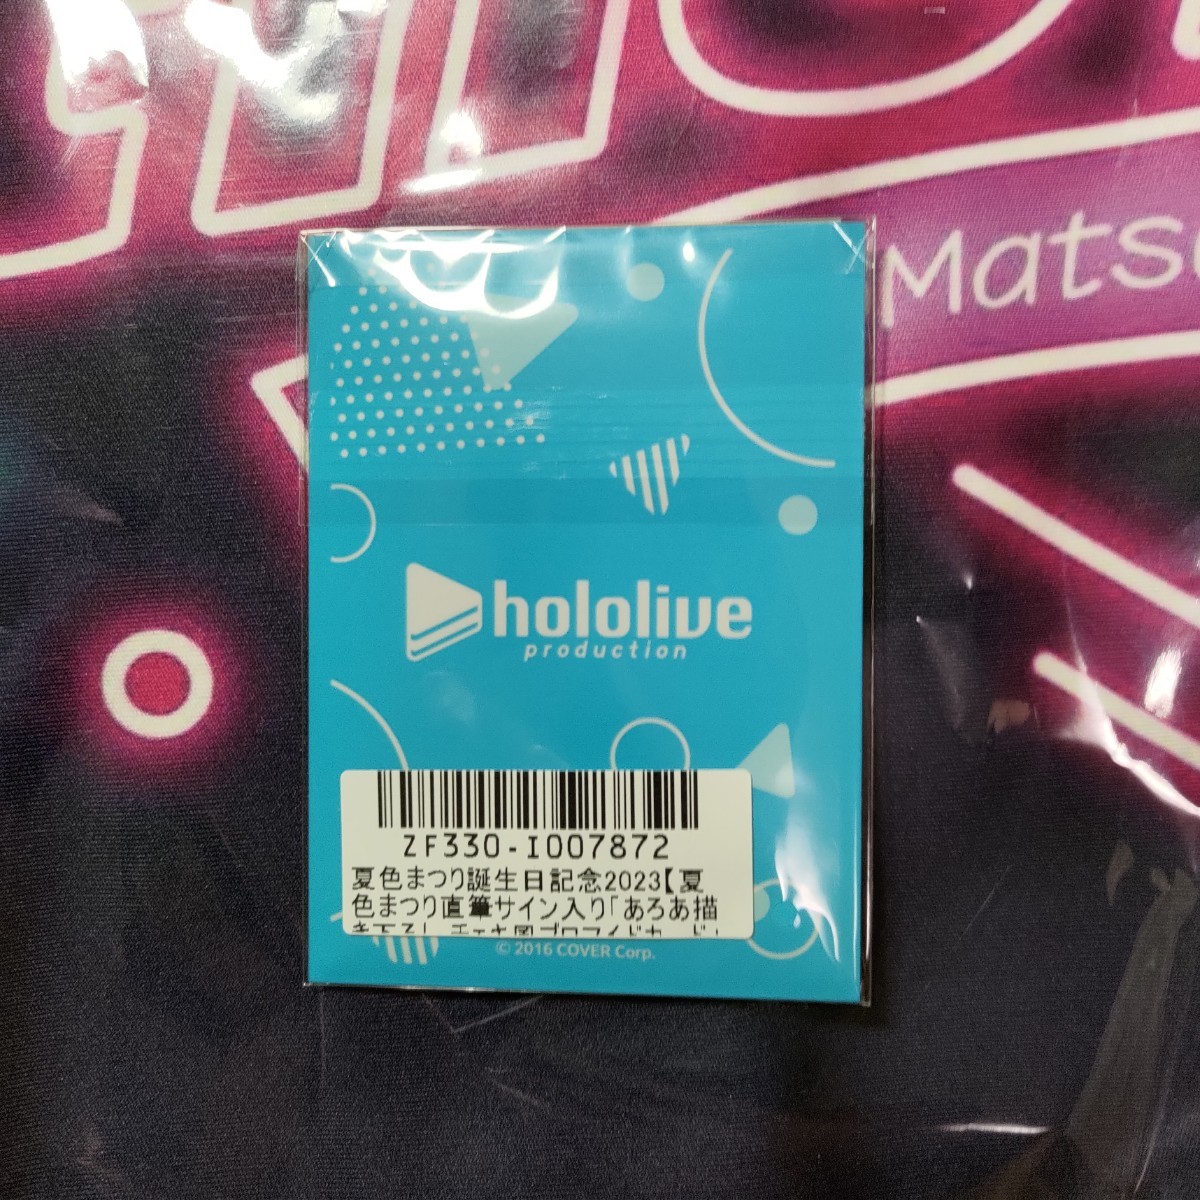 Mats
hololive
production
ZF330-I007872
夏色まつり誕生日記念2023【夏
色まつり直筆サイン入り「あろあ描
© 2016 COVER Corp.